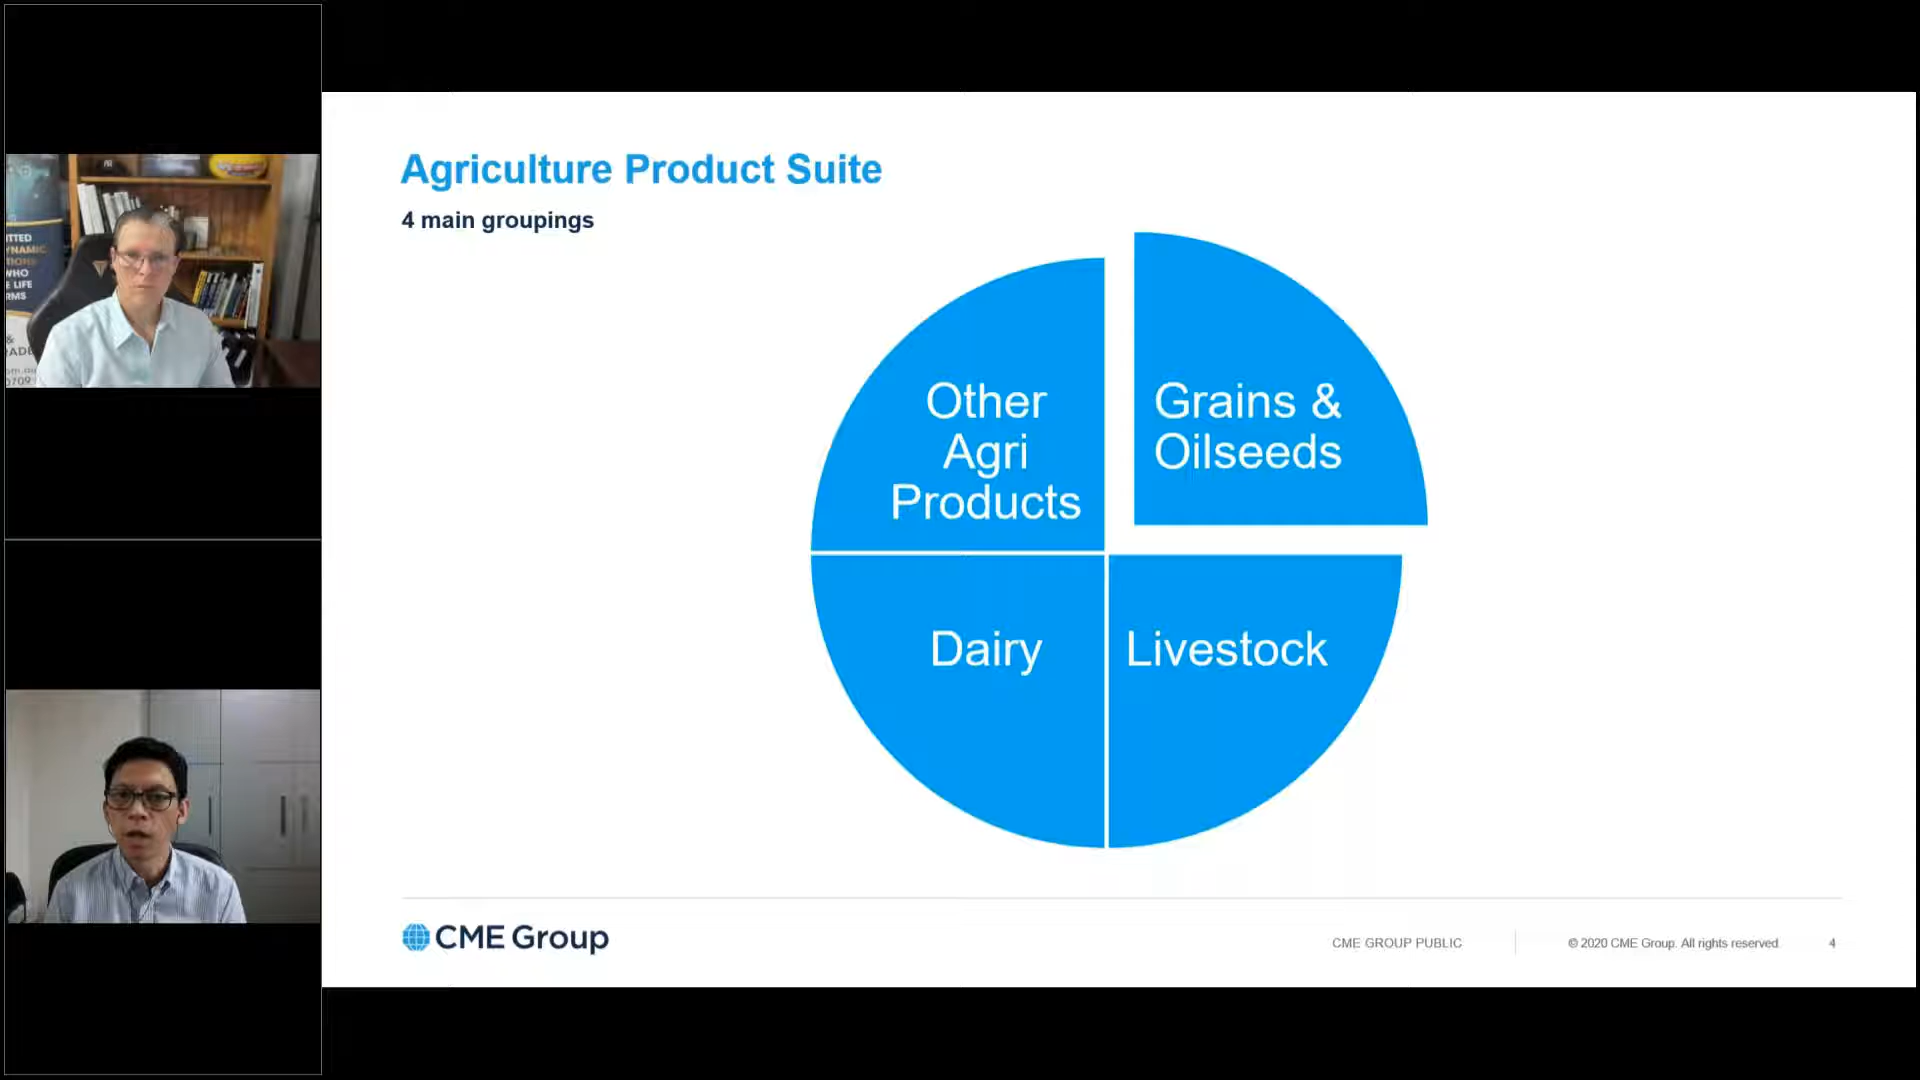 Agriculture Product Suite
4 main groupings
Other
Agri
Products
Grains &
Oilseeds
Dairy
Livestock
CME Group
CME GROUP PUBLIC
© 2020 CME Group. All rights reserved.
4
WHO